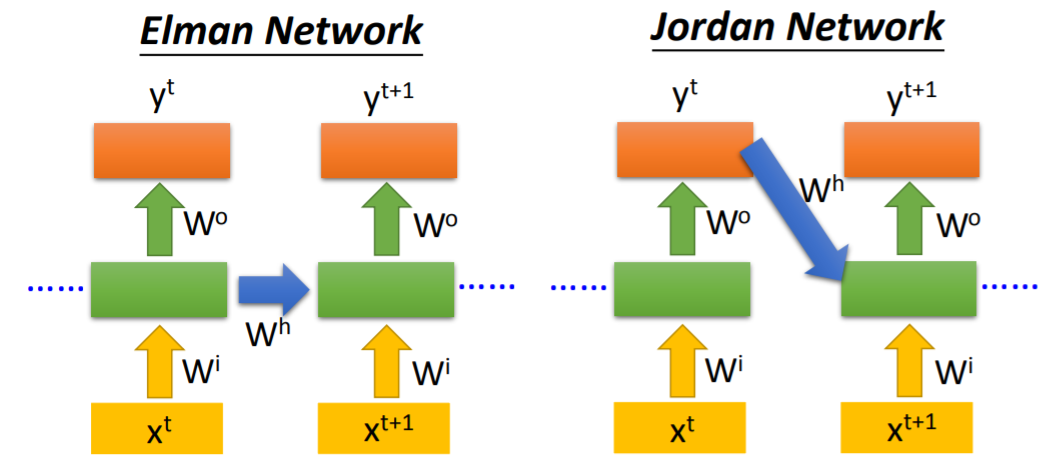 Elman Network
y^t
y^{t+1}
W^o
W^o
……
……
W^h
W^i
W^i
x^t
x^{t+1}
Jordan Network
y^t
y^{t+1}
W^h
W^o
W^o
……
……
W^i
W^i
x^t
x^{t+1}